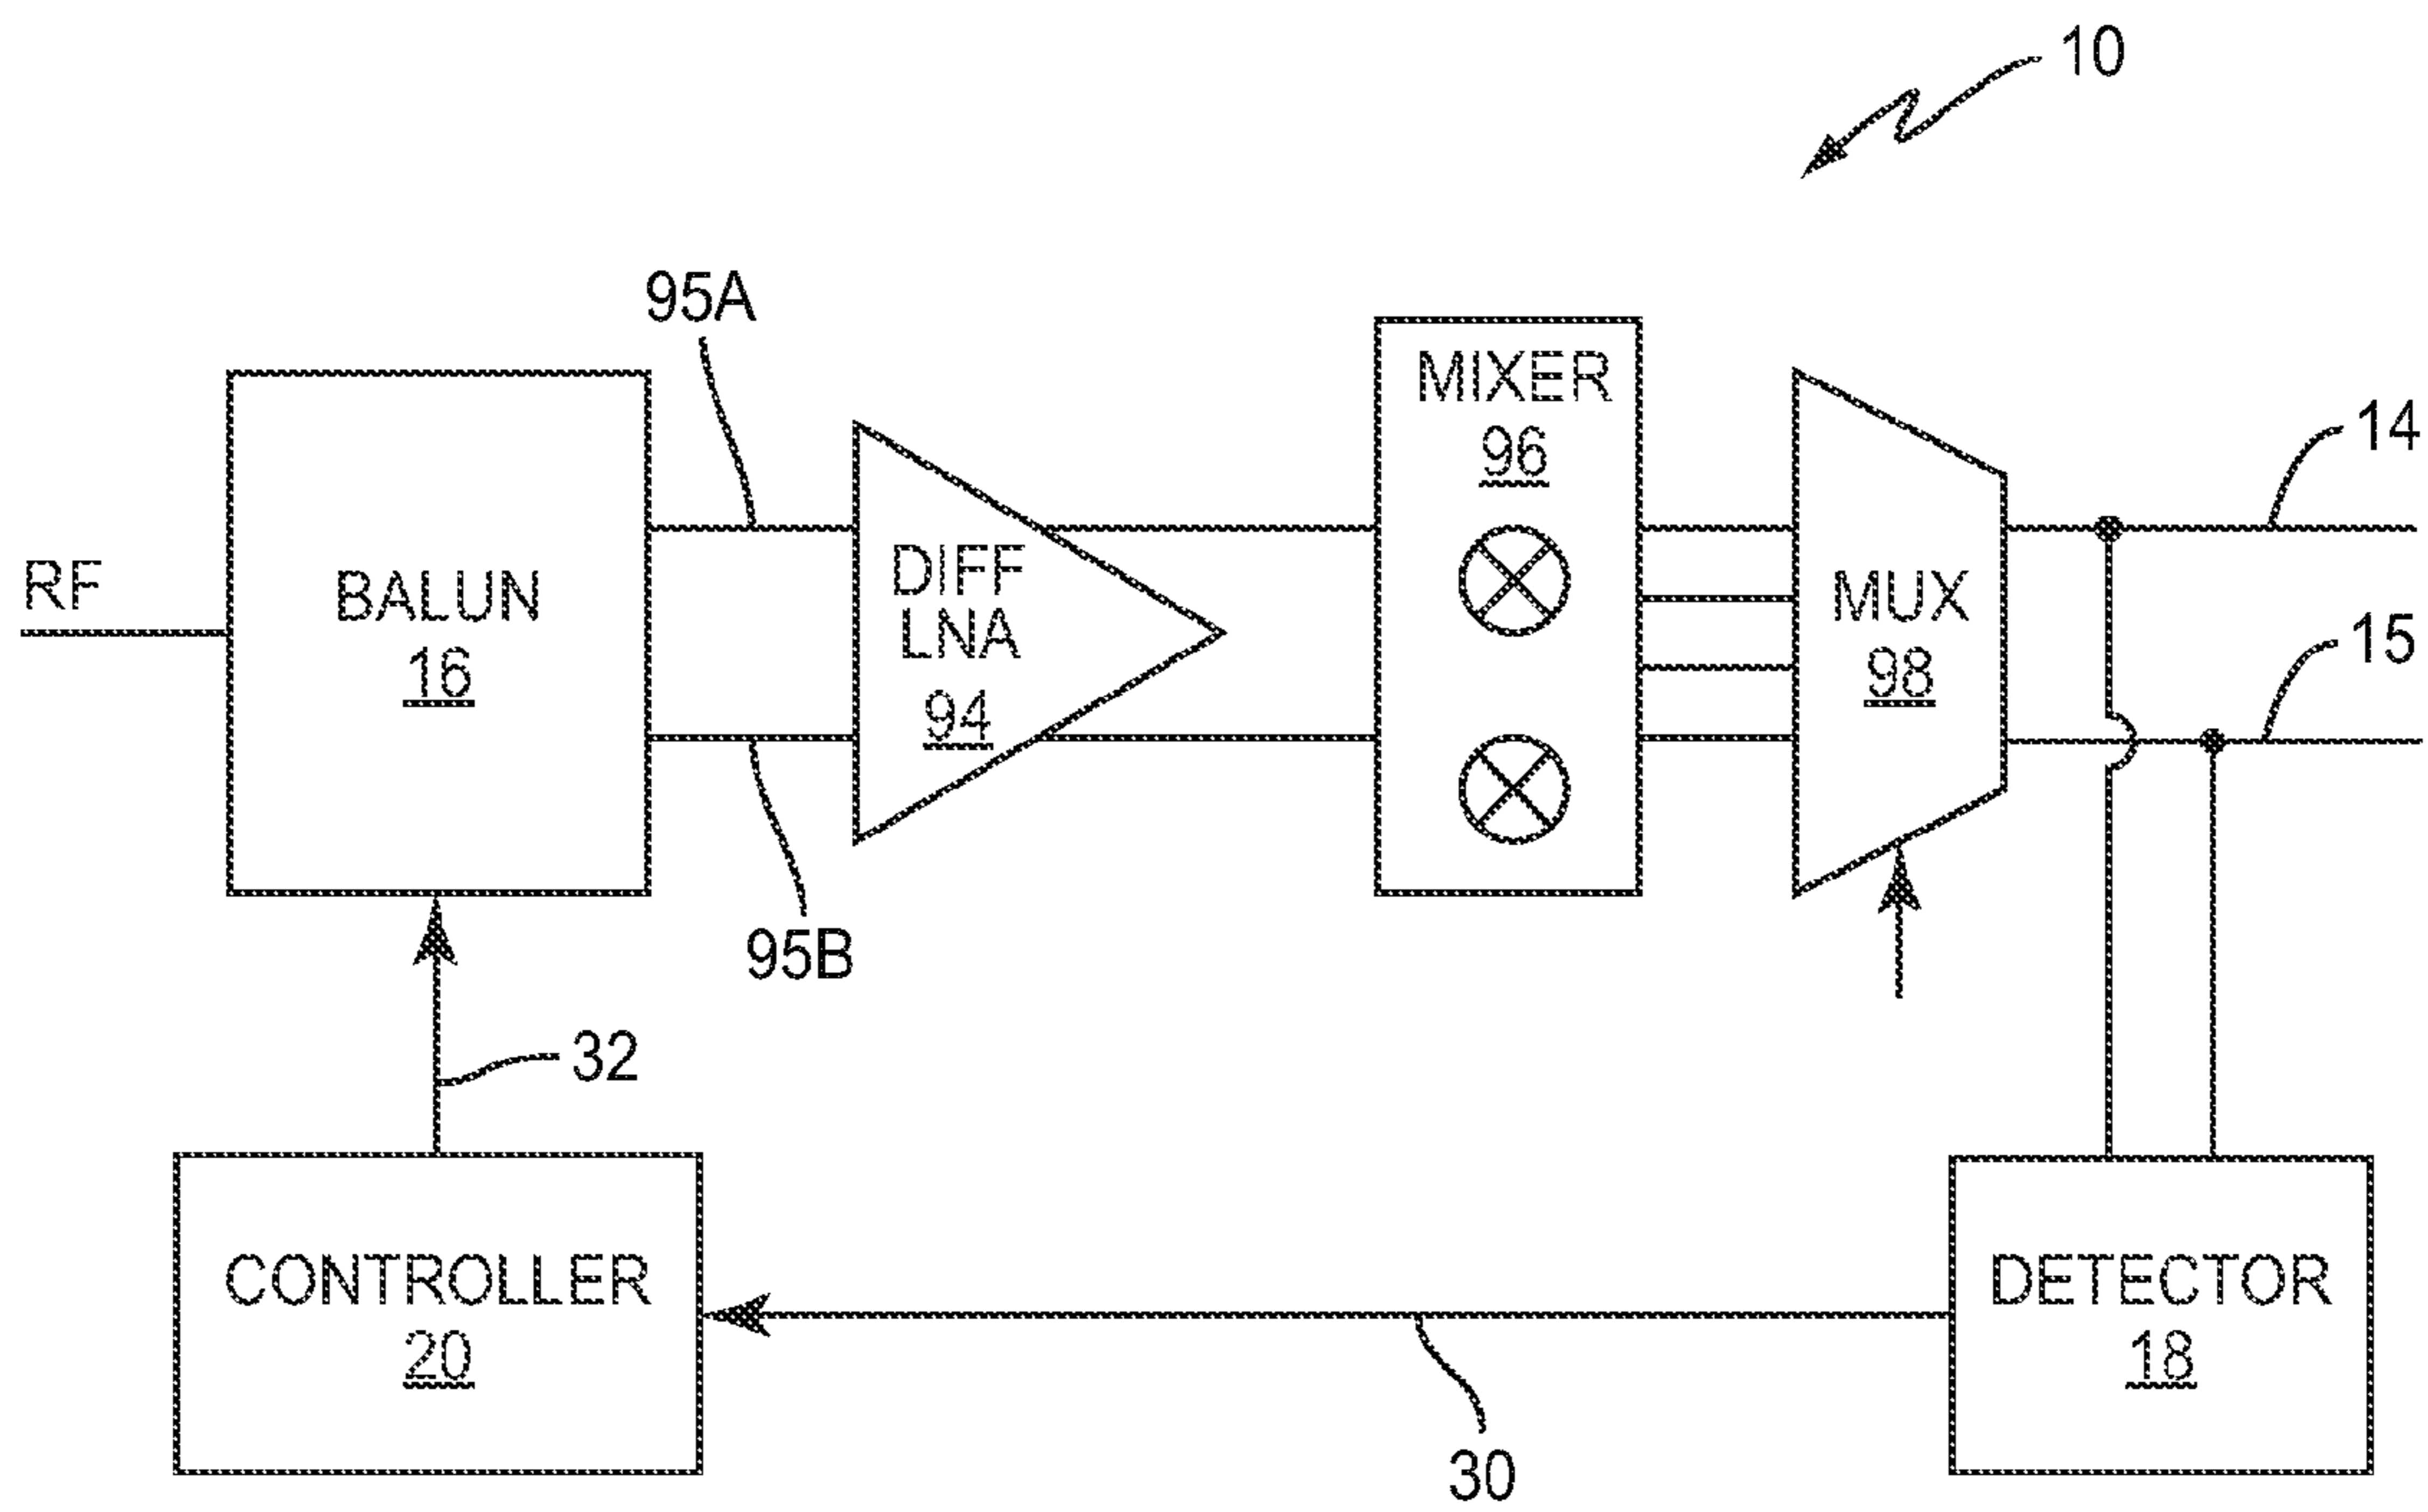 10
95A
MIXER
96
14
RF
BALUN
16
DIFF
LNA
94
MUX
98
15
95B
32
CONTROLLER
20
DETECTOR
18
30